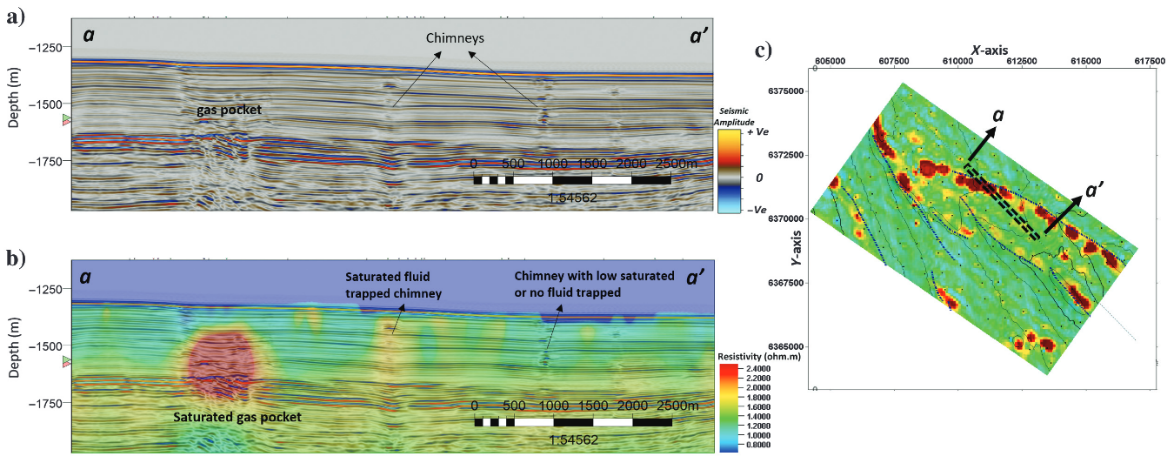 a)
a
a'
Chimneys
gas pocket
−1250
−1500
−1750
Depth (m)
Seismic
Amplitude
+ Ve
0
−Ve
0 500 1000 1500 2000 2500m
1:54562
b)
a
a'
Saturated fluid
trapped chimney
Chimney with low saturated
or no fluid trapped
−1250
−1500
−1750
Depth (m)
Saturated gas pocket
0 500 1000 1500 2000 2500m
1:54562
Resistivity (ohm.m)
2.4000
2.2000
2.0000
1.8000
1.6000
1.4000
1.2000
1.0000
0.8000
c)
X-axis
606000 607500 610000 613500 615000 617500
6375000
6372500
6370000
6367500
6365000
Y-axis
a
a'